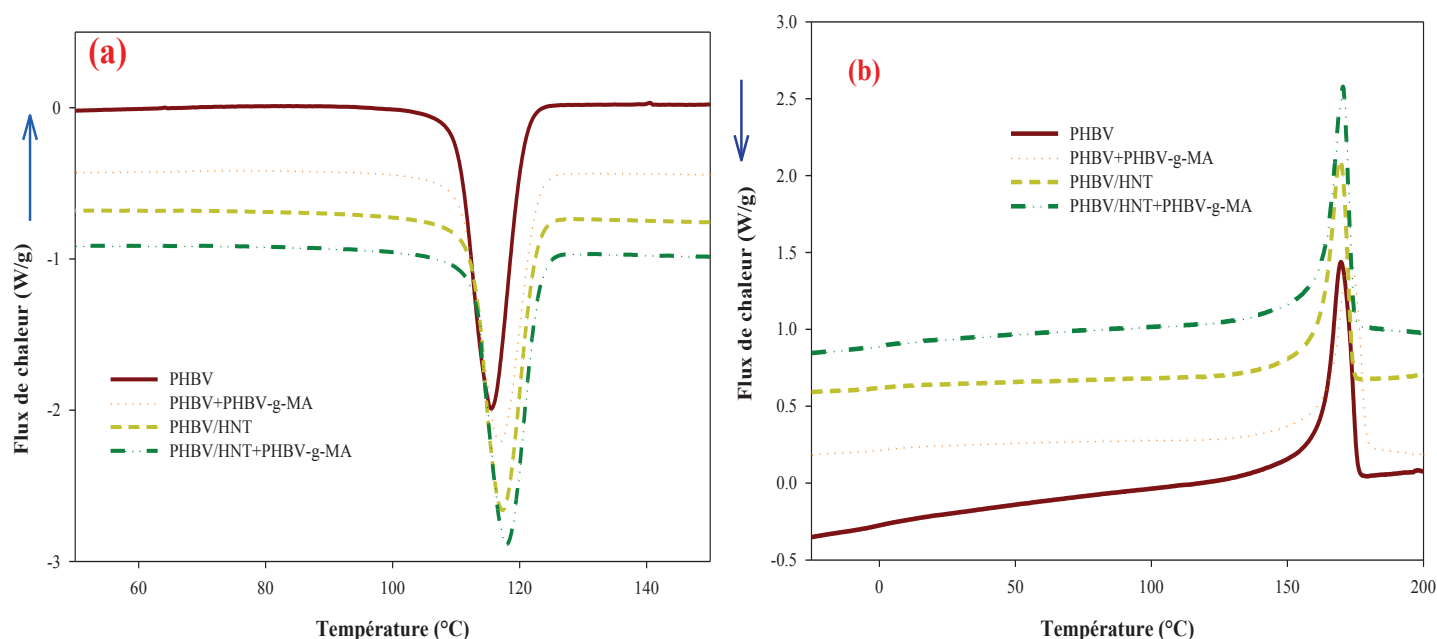 (a)
0
-1
-2
-3
60
80
100
120
140
Flux de chaleur (W/g)
Température (°C)
PHBV
PHBV+PHBV-g-MA
PHBV/HNT
PHBV/HNT+PHBV-g-MA
(b)
3.0
2.5
2.0
1.5
1.0
0.5
0.0
-0.5
0
50
100
150
200
Flux de chaleur (W/g)
Température (°C)
PHBV
PHBV+PHBV-g-MA
PHBV/HNT
PHBV/HNT+PHBV-g-MA